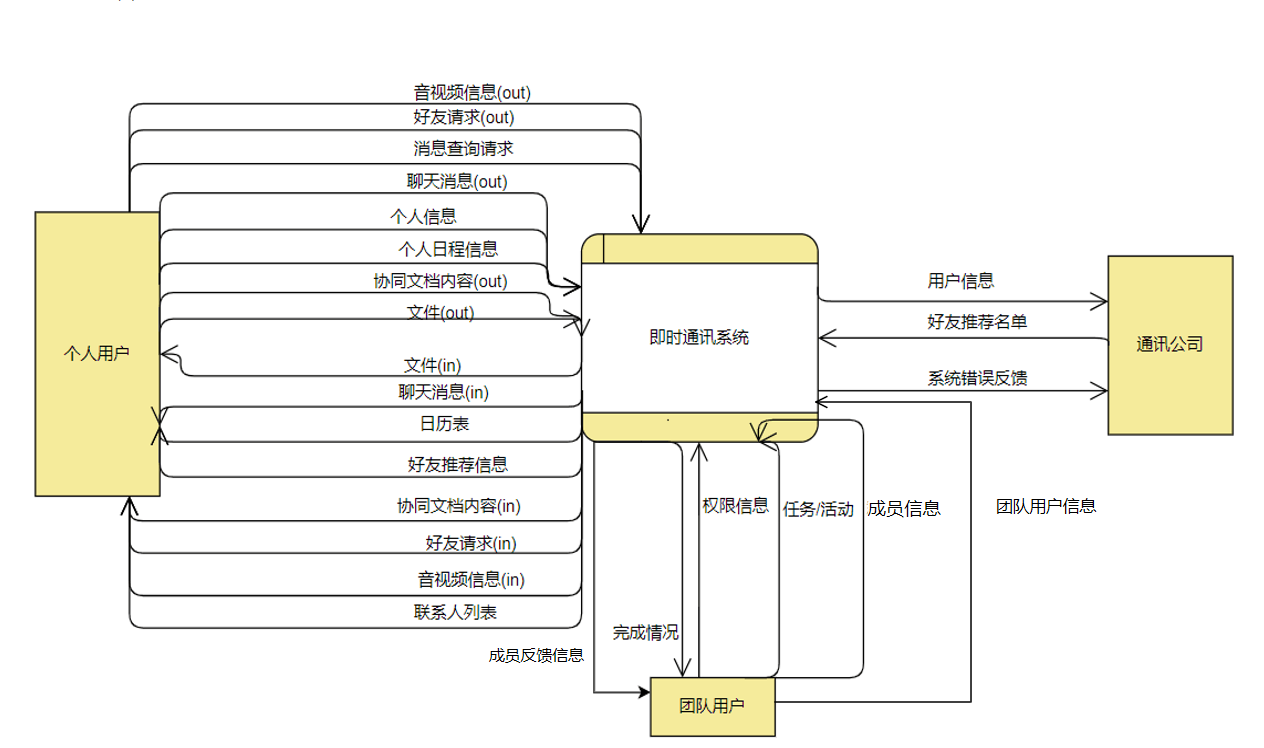 音视频信息(out)
好友请求(out)
消息查询请求
聊天消息(out)
个人信息
个人日程信息
协同文档内容(out)
文件(out)
个人用户
文件(in)
聊天消息(in)
日历表
好友推荐信息
协同文档内容(in)
好友请求(in)
音视频信息(in)
联系人列表
即时通讯系统
用户信息
好友推荐名单
系统错误反馈
通讯公司
权限信息
任务/活动
成员信息
团队用户信息
完成情况
成员反馈信息
团队用户